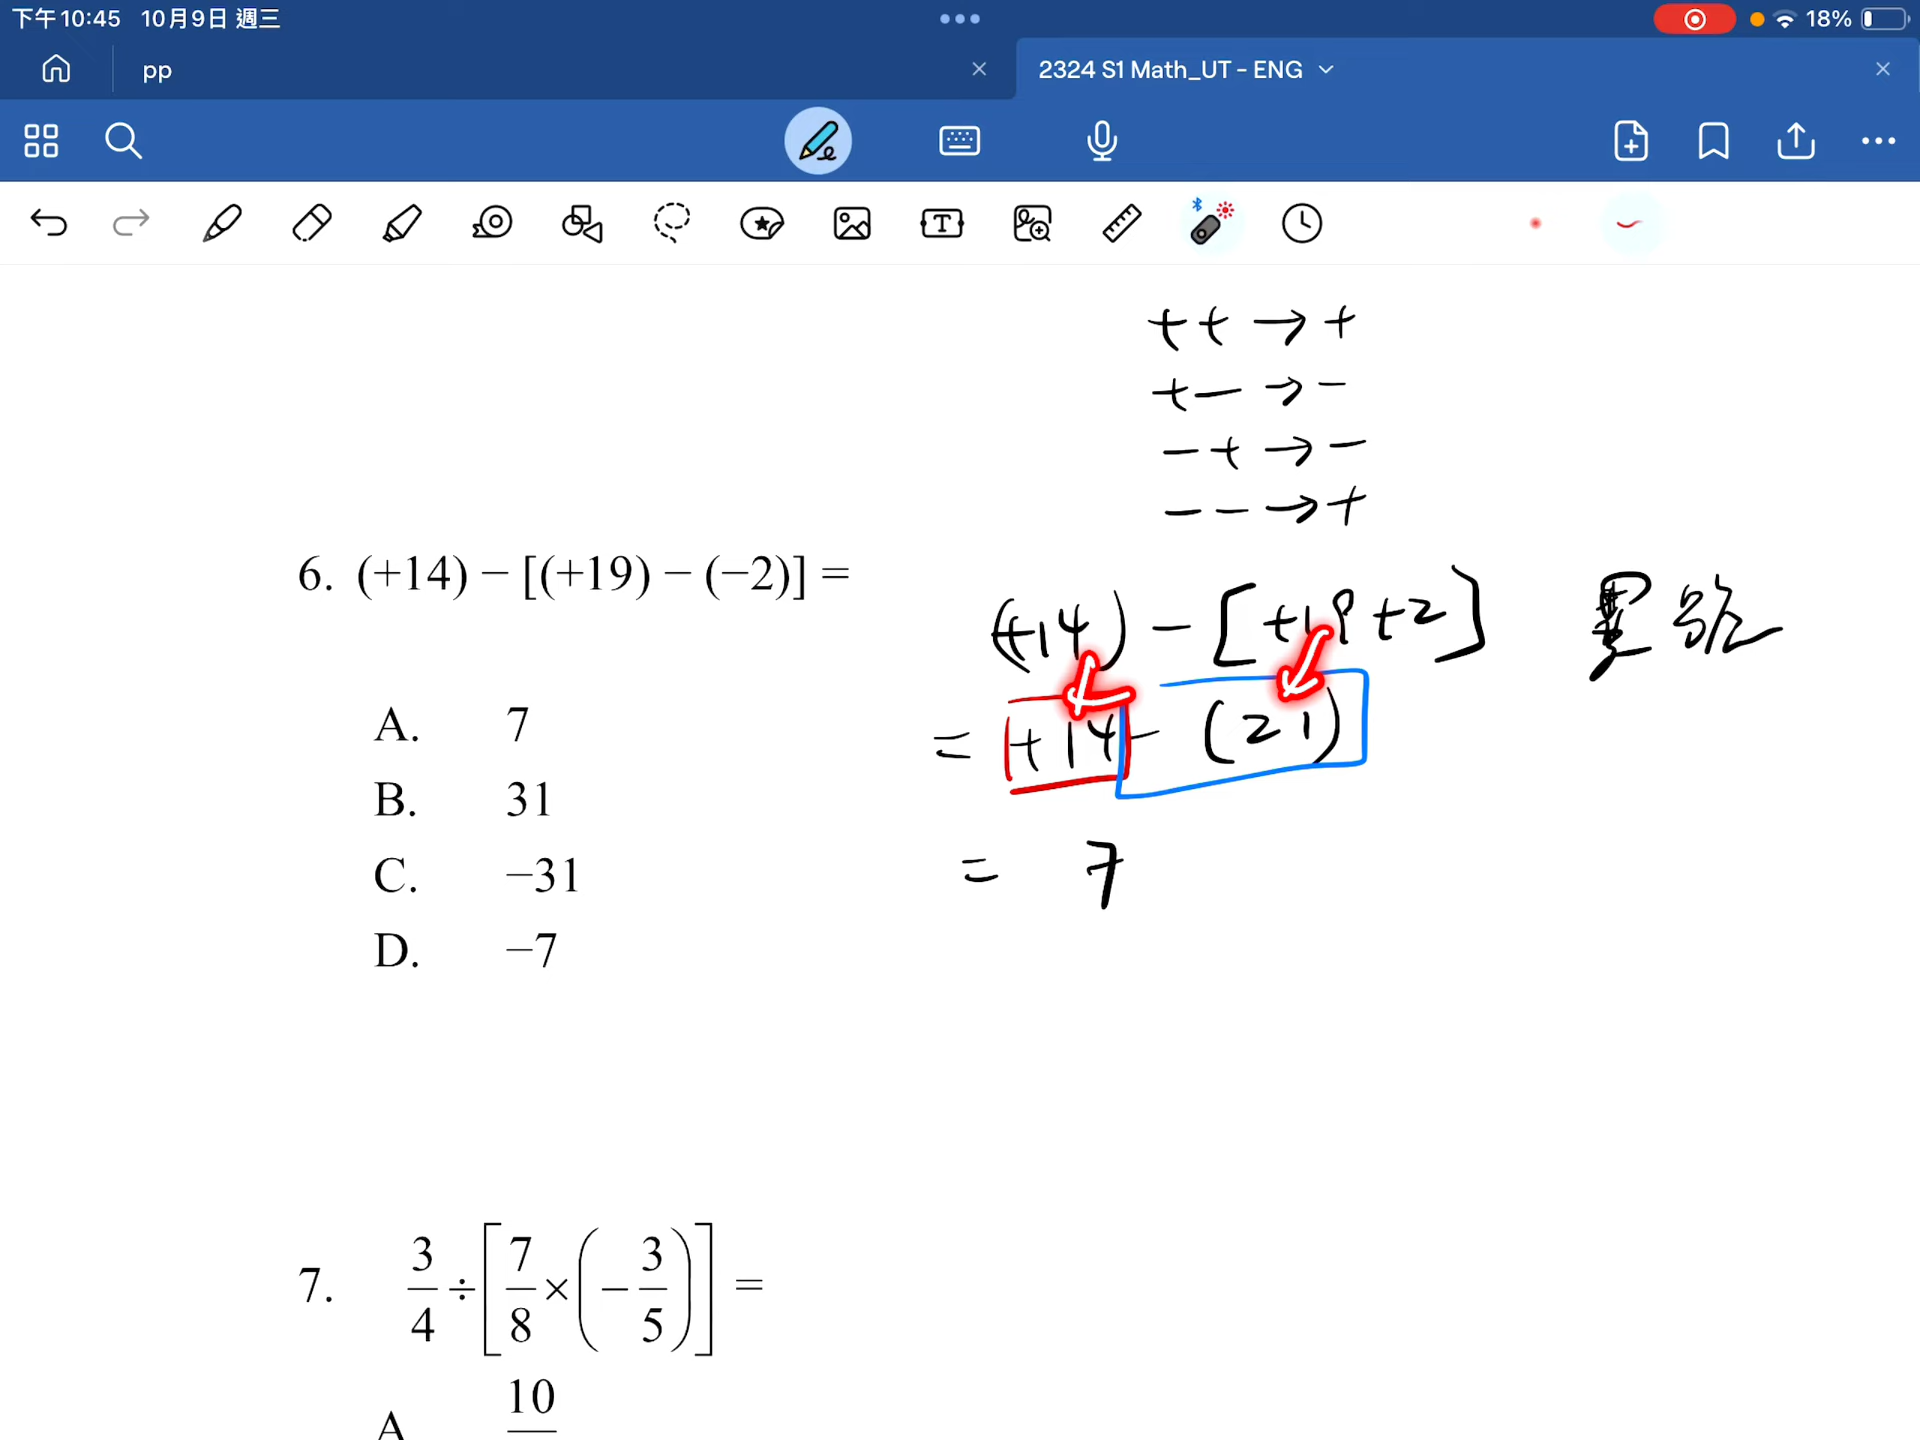 下午10:45 10月9日 週三
18%
pp
2324 S1 Math_UT - ENG
++ → +
+− → −
−+ → −
−− → +
6. (+14) − [(+19) − (−2)] =
(+14) − [+19+2]
= +14 − (21)
= 7
A. 7
B. 31
C. −31
D. −7
7. 3/4 ÷ [7/8 × (−3/5)] =
A 10